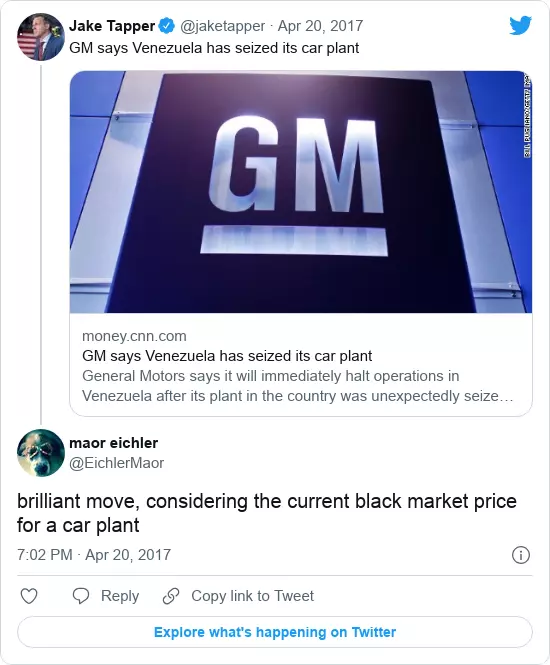 Jake Tapper @jaketapper · Apr 20, 2017
GM says Venezuela has seized its car plant
BILL PUGLIANO/GETTY IMA
GM
money.cnn.com
GM says Venezuela has seized its car plant
General Motors says it will immediately halt operations in
Venezuela after its plant in the country was unexpectedly seize…
maor eichler
@EichlerMaor
brilliant move, considering the current black market price
for a car plant
7:02 PM · Apr 20, 2017
Reply Copy link to Tweet
Explore what's happening on Twitter